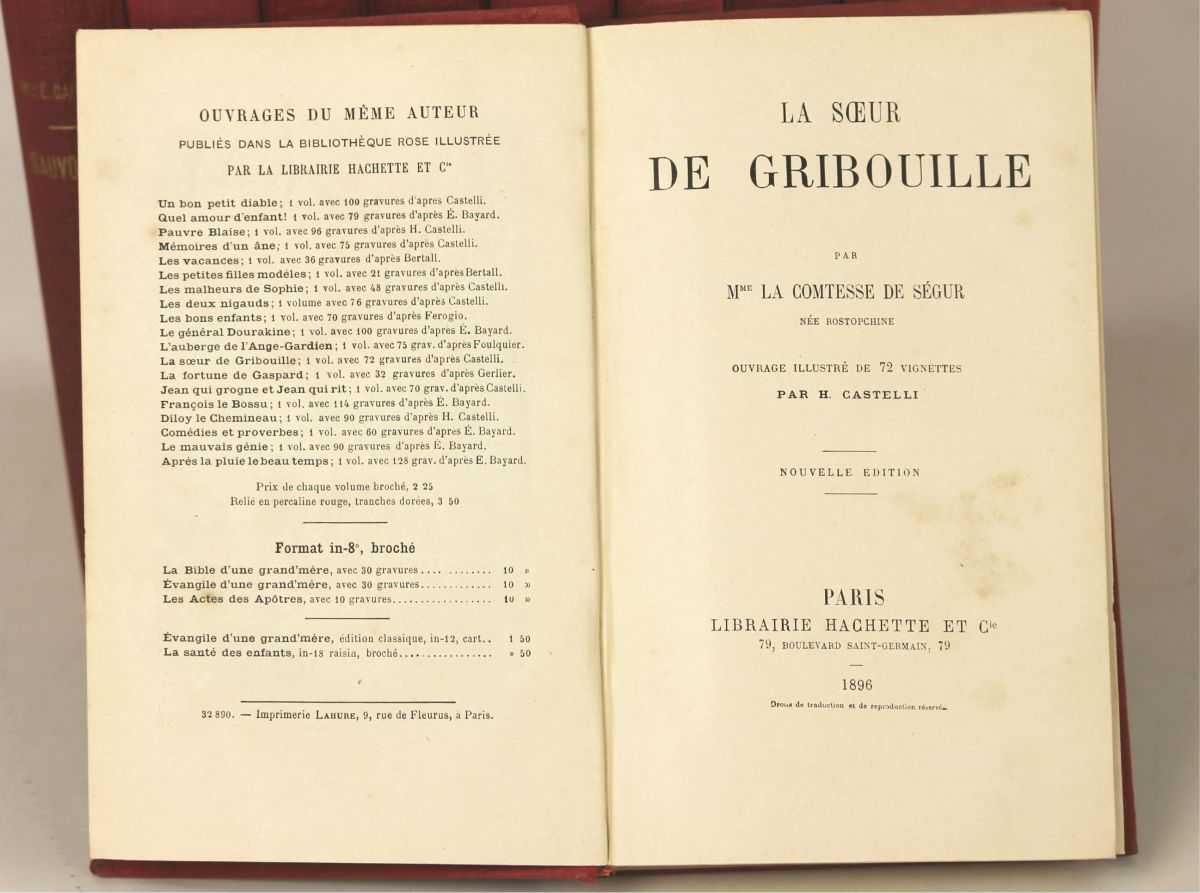 OUVRAGES DU MÊME AUTEUR
PUBLIÉS DANS LA BIBLIOTHÈQUE ROSE ILLUSTRÉE
PAR LA LIBRAIRIE HACHETTE ET Cie
Un bon petit diable; 1 vol. avec 100 gravures d'après Castelli.
Quel amour d'enfant! 1 vol. avec 79 gravures d'après É. Bayard.
Pauvre Blaise; 1 vol. avec 96 gravures d'après H. Castelli.
Mémoires d'un âne; 1 vol. avec 75 gravures d'après Castelli.
Les vacances; 1 vol. avec 36 gravures d'après Bertall.
Les petites filles modèles; 1 vol. avec 21 gravures d'après Bertall.
Les malheurs de Sophie; 1 vol. avec 48 gravures d'après Castelli.
Les deux nigauds; 1 volume avec 76 gravures d'après Castelli.
Les bons enfants; 1 vol. avec 70 gravures d'après Ferogio.
Le général Dourakine; 1 vol. avec 100 gravures d'après É. Bayard.
L'auberge de l'Ange-Gardien; 1 vol. avec 75 grav. d'après Foulquier.
La sœur de Gribouille; 1 vol. avec 72 gravures d'après Castelli.
La fortune de Gaspard; 1 vol. avec 32 gravures d'après Gerlier.
Jean qui grogne et Jean qui rit; 1 vol. avec 70 grav. d'après Castelli.
François le Bossu; 1 vol. avec 114 gravures d'après É. Bayard.
Diloy le Chemineau; 1 vol. avec 90 gravures d'après H. Castelli.
Comédies et proverbes; 1 vol. avec 60 gravures d'après É. Bayard.
Le mauvais génie; 1 vol. avec 90 gravures d'après É. Bayard.
Après la pluie le beau temps; 1 vol. avec 128 grav. d'après E. Bayard.
Prix de chaque volume broché, 2 25
Relié en percaline rouge, tranches dorées, 3 50
Format in-8°, broché
La Bible d'une grand'mère, avec 30 gravures............. 10 »
Évangile d'une grand'mère, avec 30 gravures............. 10 »
Les Actes des Apôtres, avec 10 gravures.................. 10 »
Évangile d'une grand'mère, édition classique, in-12, cart.. 1 50
La santé des enfants, in-18 raisin, broché................. » 50
32 890. — Imprimerie LAHURE, 9, rue de Fleurus, à Paris.
LA SŒUR
DE GRIBOUILLE
PAR
MME LA COMTESSE DE SÉGUR
NÉE ROSTOPCHINE
OUVRAGE ILLUSTRÉ DE 72 VIGNETTES
PAR H. CASTELLI
NOUVELLE EDITION
PARIS
LIBRAIRIE HACHETTE ET Cie
79, BOULEVARD SAINT-GERMAIN, 79
1896
Droits de traduction et de reproduction réservés.